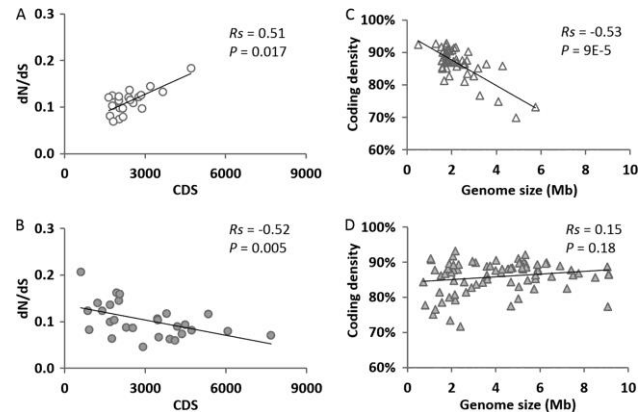 A
Rs = 0.51
P = 0.017
dN/dS
0.3
0.2
0.1
0.0
0 3000 6000 9000
CDS
C
Rs = -0.53
P = 9E-5
Coding density
100%
90%
80%
70%
60%
0 2 4 6 8 10
Genome size (Mb)
B
Rs = -0.52
P = 0.005
dN/dS
0.3
0.2
0.1
0.0
0 3000 6000 9000
CDS
D
Rs = 0.15
P = 0.18
Coding density
100%
90%
80%
70%
60%
0 2 4 6 8 10
Genome size (Mb)